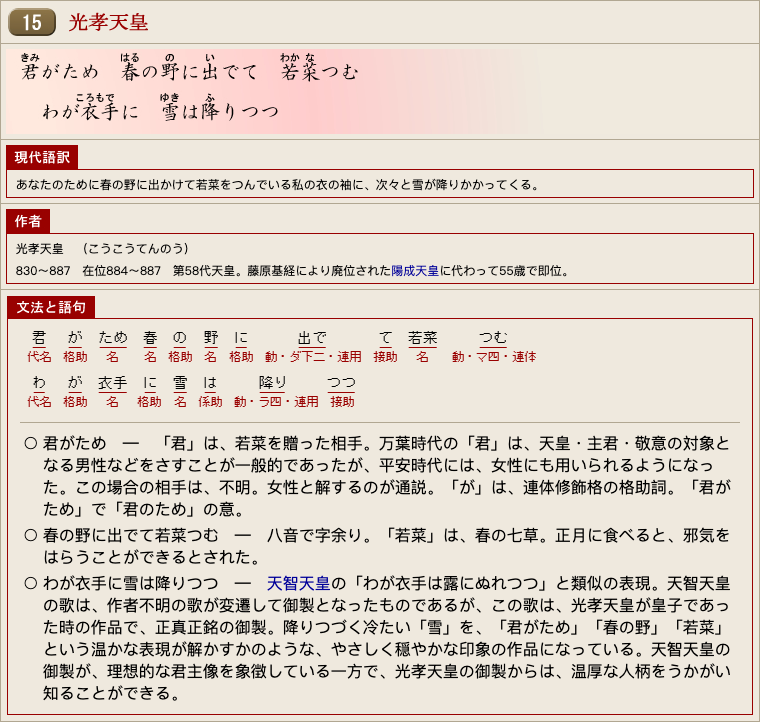 15 光孝天皇
きみ はる の い わか な
君がため 春の野に出でて 若菜つむ
ころもで ゆき ふ
わが衣手に 雪は降りつつ
現代語訳
あなたのために春の野に出かけて若菜をつんでいる私の衣の袖に、次々と雪が降りかかってくる。
作者
光孝天皇 (こうこうてんのう)
830～887 在位884～887 第58代天皇。藤原基経により廃位された陽成天皇に代わって55歳で即位。
文法と語句
君 が ため 春 の 野 に 出で て 若菜 つむ
代名 格助 名 名 格助 名 格助 動・ダ下二・連用 接助 名 動・マ四・連体
わ が 衣手 に 雪 は 降り つつ
代名 格助 名 格助 名 係助 動・ラ四・連用 接助
○ 君がため ― 「君」は、若菜を贈った相手。万葉時代の「君」は、天皇・主君・敬意の対象と
なる男性などをさすことが一般的であったが、平安時代には、女性にも用いられるようになっ
た。この場合の相手は、不明。女性と解するのが通説。「が」は、連体修飾格の格助詞。「君が
ため」で「君のため」の意。
○ 春の野に出でて若菜つむ ― 八音で字余り。「若菜」は、春の七草。正月に食べると、邪気を
はらうことができるとされた。
○ わが衣手に雪は降りつつ ― 天智天皇の「わが衣手は露にぬれつつ」と類似の表現。天智天皇
の歌は、作者不明の歌が変遷して御製となったものであるが、この歌は、光孝天皇が皇子であっ
た時の作品で、正真正銘の御製。降りつづく冷たい「雪」を、「君がため」「春の野」「若菜」
という温かな表現が解かすかのような、やさしく穏やかな印象の作品になっている。天智天皇の
御製が、理想的な君主像を象徴している一方で、光孝天皇の御製からは、温厚な人柄をうかがい
知ることができる。